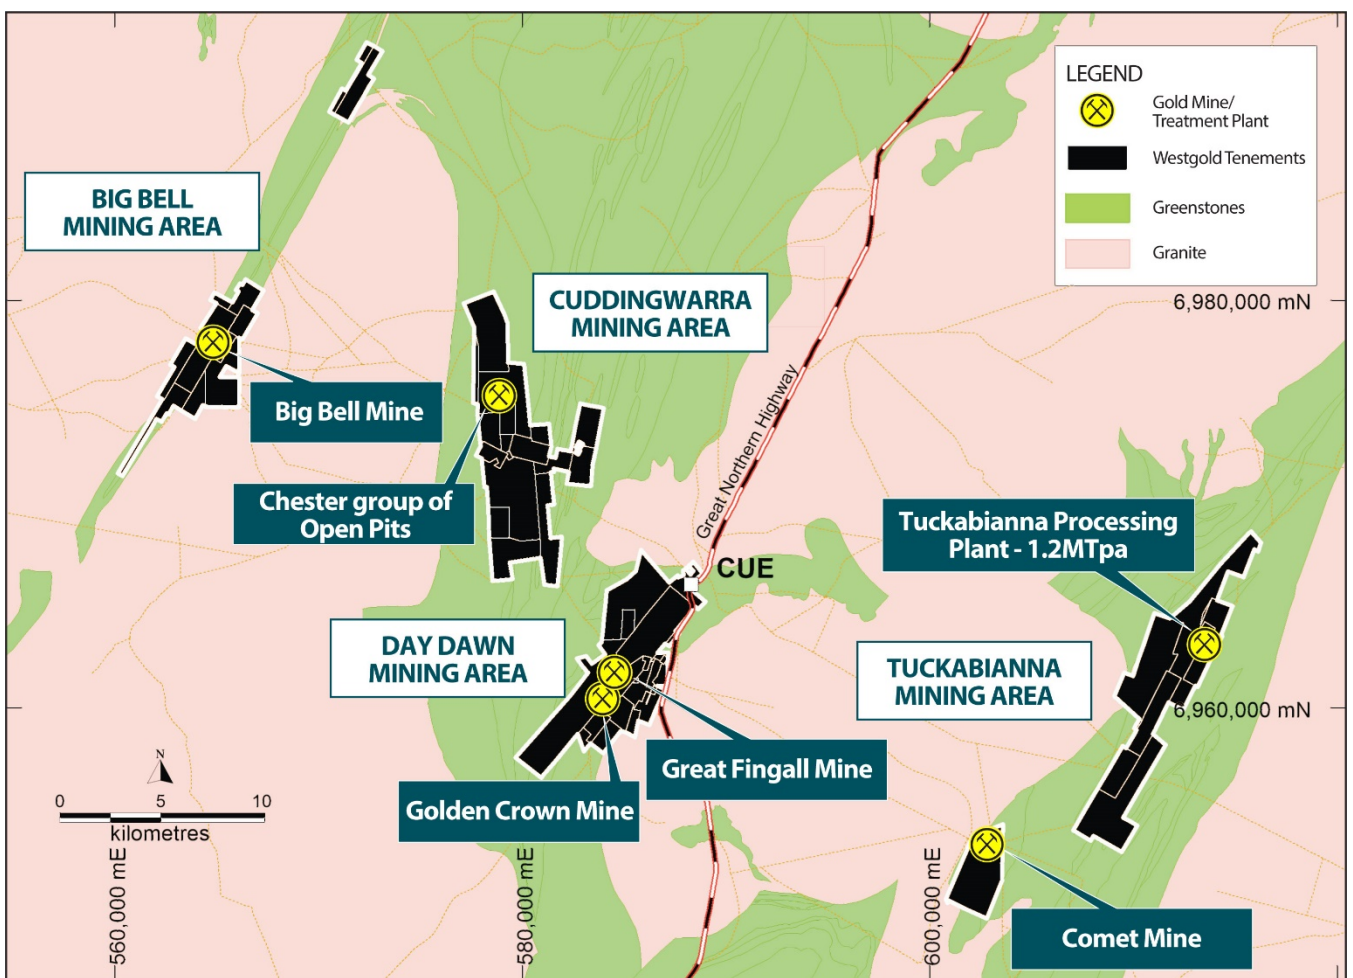 LEGEND
Gold Mine/
Treatment Plant
Westgold Tenements
Greenstones
Granite
BIG BELL
MINING AREA
CUDDINGWARRA
MINING AREA
6,980,000 mN
Big Bell Mine
Great Northern Highway
Chester group of
Open Pits
Tuckabianna Processing
Plant - 1.2MTpa
CUE
DAY DAWN
MINING AREA
TUCKABIANNA
MINING AREA
6,960,000 mN
Great Fingall Mine
Golden Crown Mine
N
0 5 10
kilometres
560,000 mE
580,000 mE
600,000 mE
Comet Mine